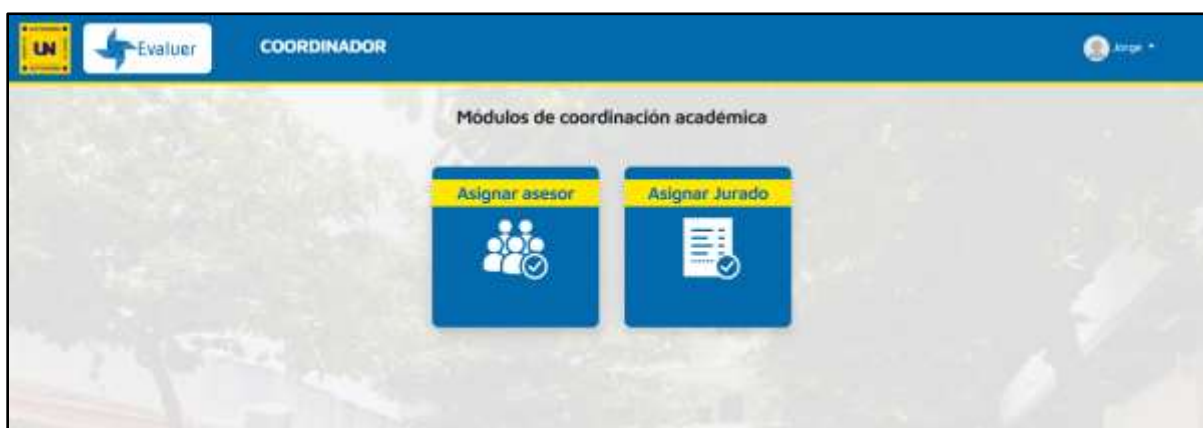 UN
Evaluer
COORDINADOR
Jorge
Módulos de coordinación académica
Asignar asesor
Asignar Jurado